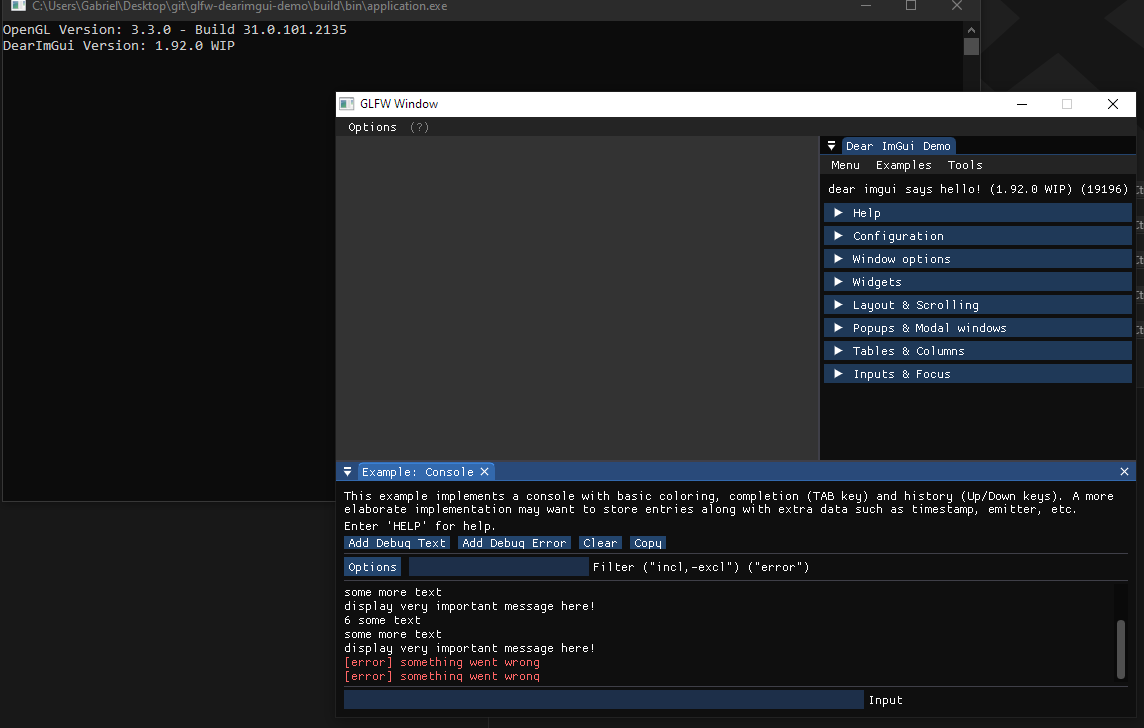 C:\Users\Gabriel\Desktop\git\glfw-dearimgui-demo\build\bin\application.exe
OpenGL Version: 3.3.0 - Build 31.0.101.2135
DearImGui Version: 1.92.0 WIP
GLFW Window
Options (?)
Dear ImGui Demo
Menu Examples Tools
dear imgui says hello! (1.92.0 WIP) (19196)
Help
Configuration
Window options
Widgets
Layout & Scrolling
Popups & Modal windows
Tables & Columns
Inputs & Focus
Example: Console
This example implements a console with basic coloring, completion (TAB key) and history (Up/Down keys). A more
elaborate implementation may want to store entries along with extra data such as timestamp, emitter, etc.
Enter 'HELP' for help.
Add Debug Text Add Debug Error Clear Copy
Options Filter ("incl,-excl") ("error")
some more text
display very important message here!
6 some text
some more text
display very important message here!
[error] something went wrong
[error] something went wrong
Input